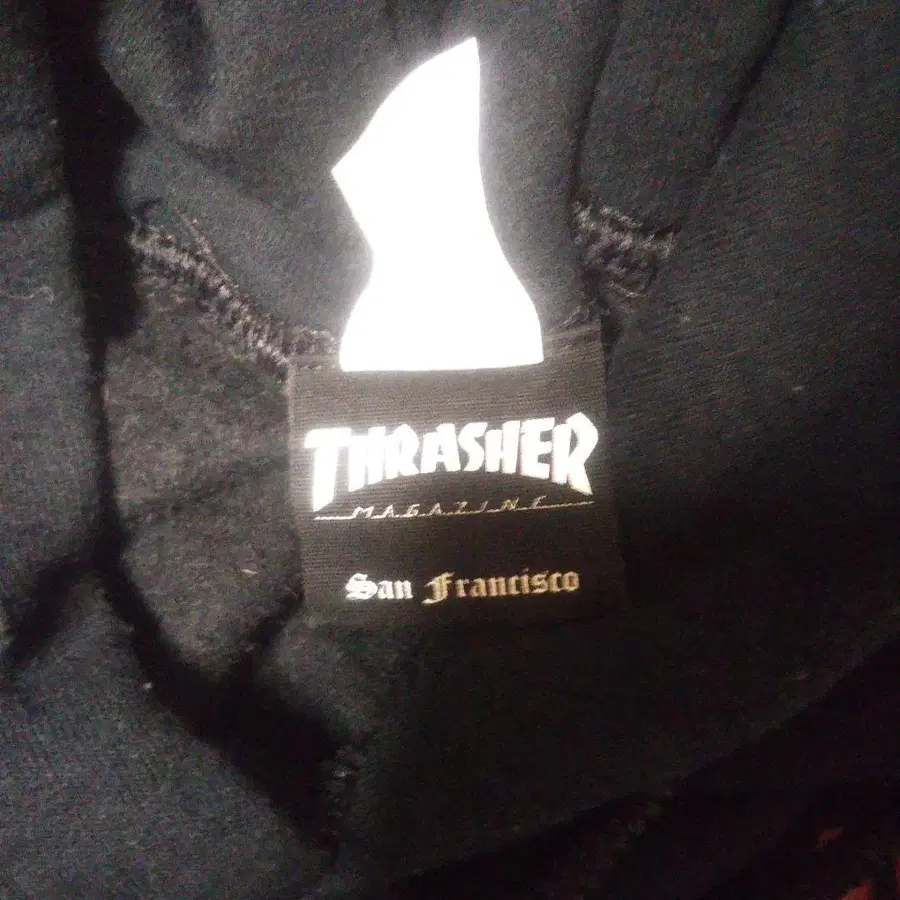 THRASHER
MAGAZINE
San Francisco